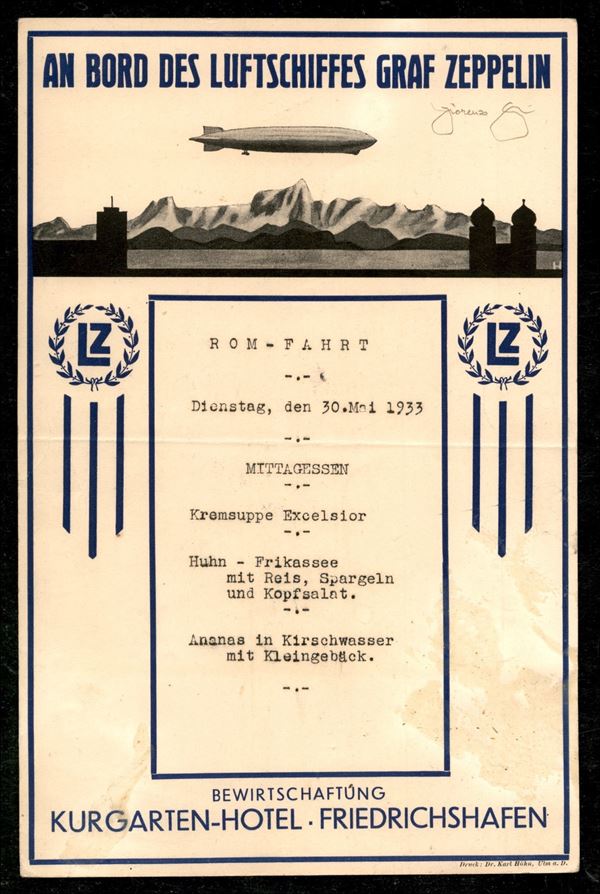 AN BORD DES LUFTSCHIFFES GRAF ZEPPELIN
LZ
LZ
ROM-FAHRT
-.-
Dienstag, den 30.Mai 1933
-.-
MITTAGESSEN
-.-
Kremsuppe Excelsior
-.-
Huhn - Frikassee
mit Reis, Spargeln
und Kopfsalat.
-.-
Ananas in Kirschwasser
mit Kleingebäck.
-.-
BEWIRTSCHAFTUNG
KURGARTEN-HOTEL · FRIEDRICHSHAFEN
Druck: Dr. Karl Höhn, Ulm a. D.